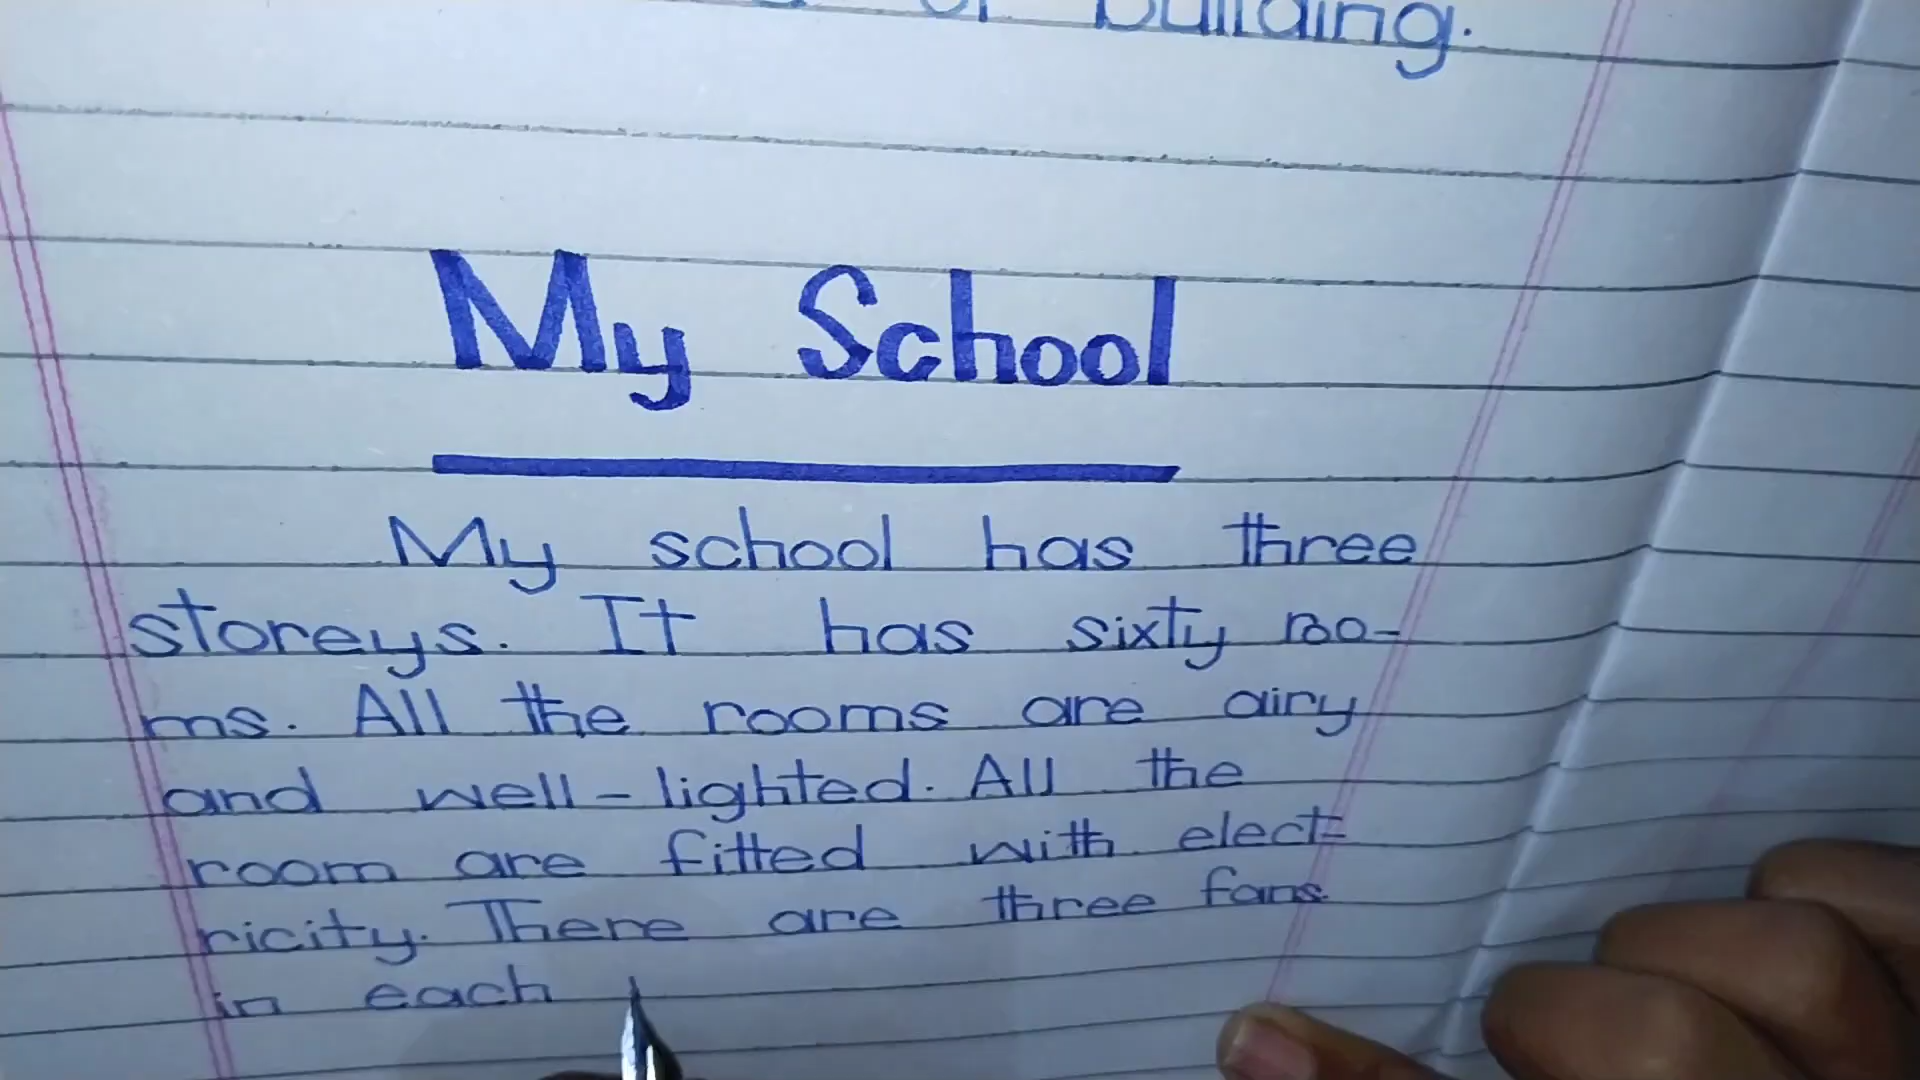 of building.
My School
My school has three
storeys. It has sixty roo-
ms. All the rooms are airy
and well-lighted. All the
room are fitted with elect-
ricity. There are three fans
in each